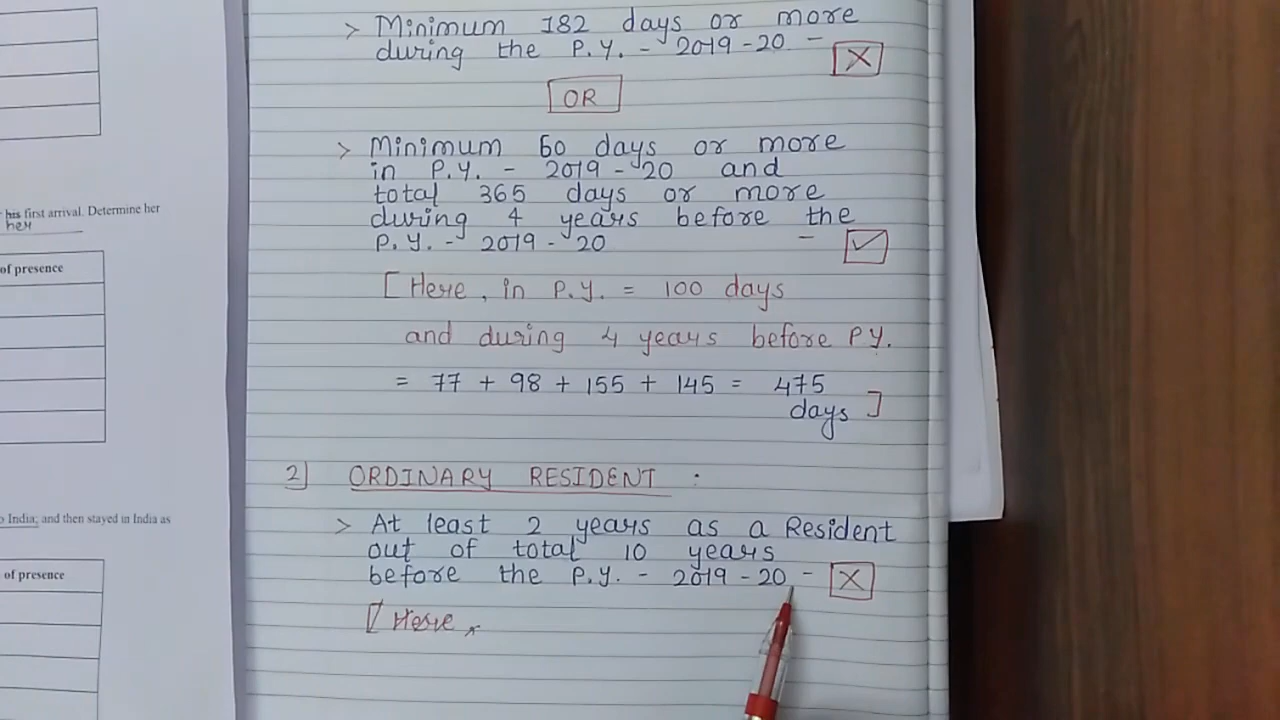 > Minimum 182 days or more
during the P.Y. - 2019-20 -
OR
> Minimum 60 days or more
in P.Y. - 2019-20 and
total 365 days or more
during 4 years before the
P.Y. - 2019-20 -
[Here, in P.Y. = 100 days
and during 4 years before P.Y.
= 77 + 98 + 155 + 145 = 475
days ]
2] ORDINARY RESIDENT :
> At least 2 years as a Resident
out of total 10 years
before the P.Y. - 2019-20 -
[Here,
his first arrival. Determine her
her
of presence
India; and then stayed in India as
of presence